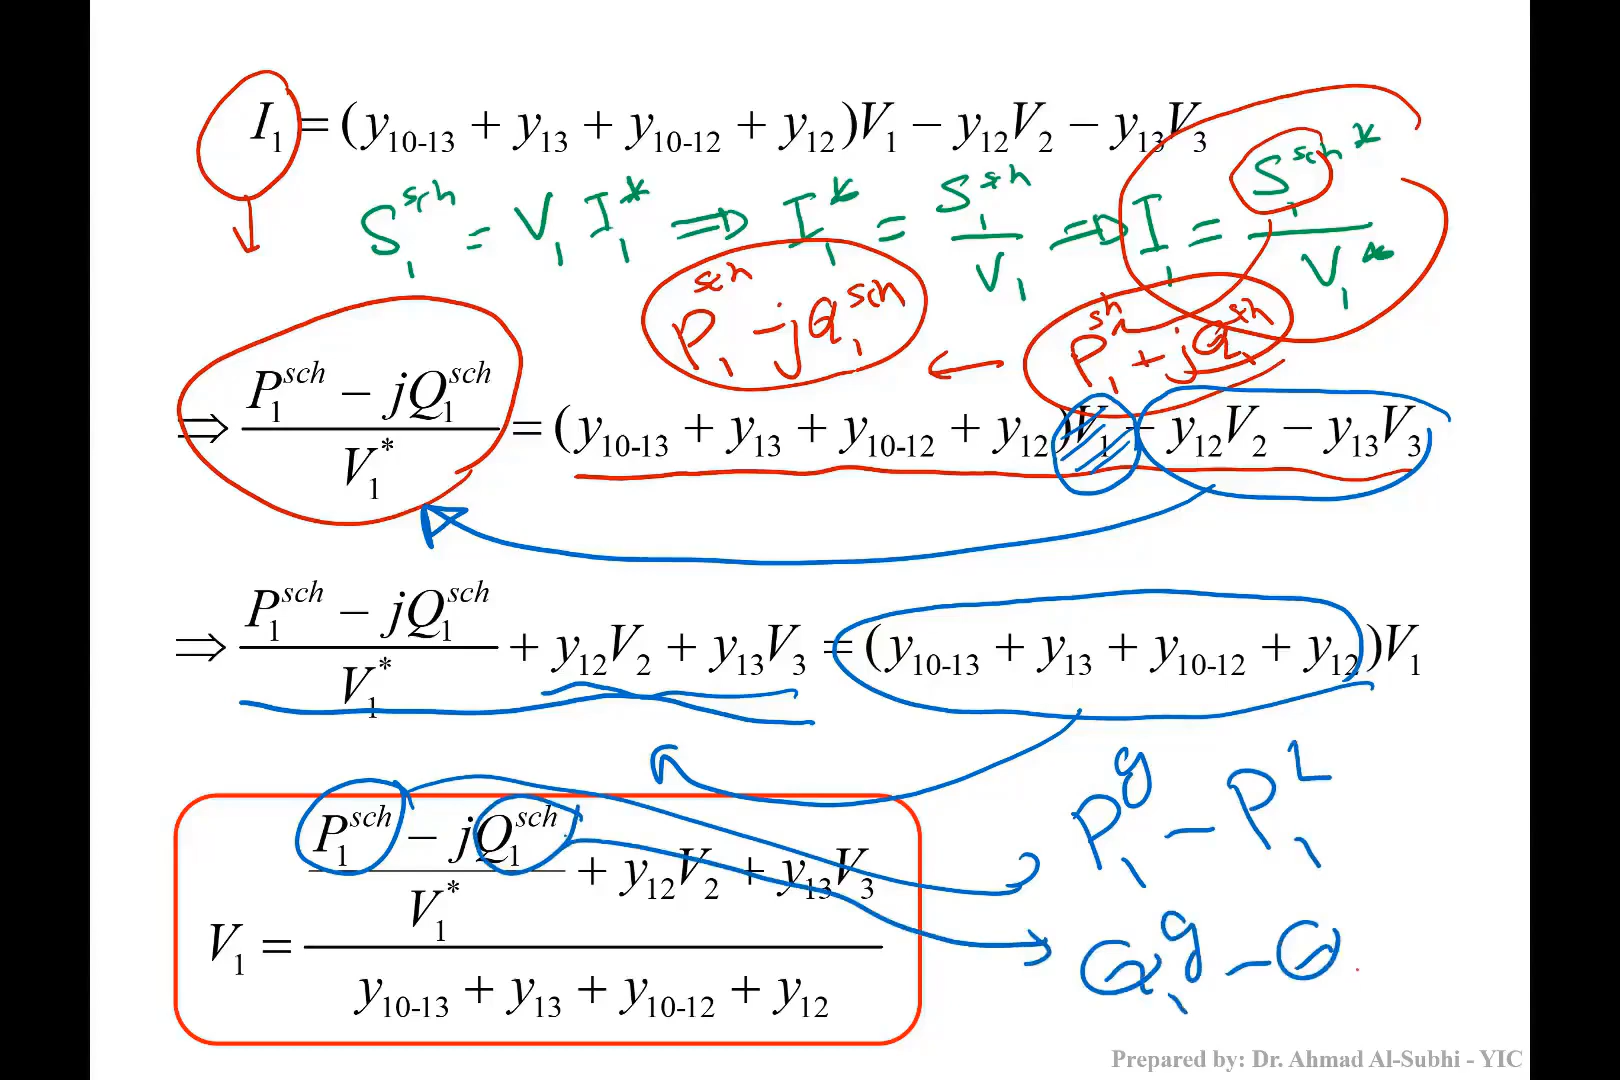 I₁ = (y₁₀₋₁₃ + y₁₃ + y₁₀₋₁₂ + y₁₂)V₁ − y₁₂V₂ − y₁₃V₃
S₁ˢᶜʰ = V₁ I₁* ⇒ I₁* = S₁ˢᶜʰ / V₁ ⇒ I₁ = S₁ˢᶜʰ* / V₁*
P₁ˢᶜʰ − jQ₁ˢᶜʰ ← P₁ˢʰ + jQ₁ˢʰ
⇒ (P₁ˢᶜʰ − jQ₁ˢᶜʰ) / V₁* = (y₁₀₋₁₃ + y₁₃ + y₁₀₋₁₂ + y₁₂)V₁ − y₁₂V₂ − y₁₃V₃
⇒ (P₁ˢᶜʰ − jQ₁ˢᶜʰ) / V₁* + y₁₂V₂ + y₁₃V₃ = (y₁₀₋₁₃ + y₁₃ + y₁₀₋₁₂ + y₁₂)V₁
P₁ᵍ − P₁ᴸ
V₁ = ((P₁ˢᶜʰ − jQ₁ˢᶜʰ) / V₁* + y₁₂V₂ + y₁₃V₃) / (y₁₀₋₁₃ + y₁₃ + y₁₀₋₁₂ + y₁₂)
Q₁ᵍ − Q
Prepared by: Dr. Ahmad Al-Subhi - YIC